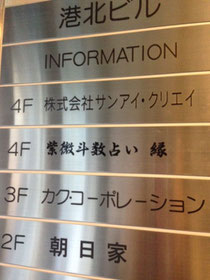 港北ビル
INFORMATION
4F 株式会社サンアイ・クリエイ
4F 紫微斗数占い 縁
3F カク・コーポレーション
2F 朝日家